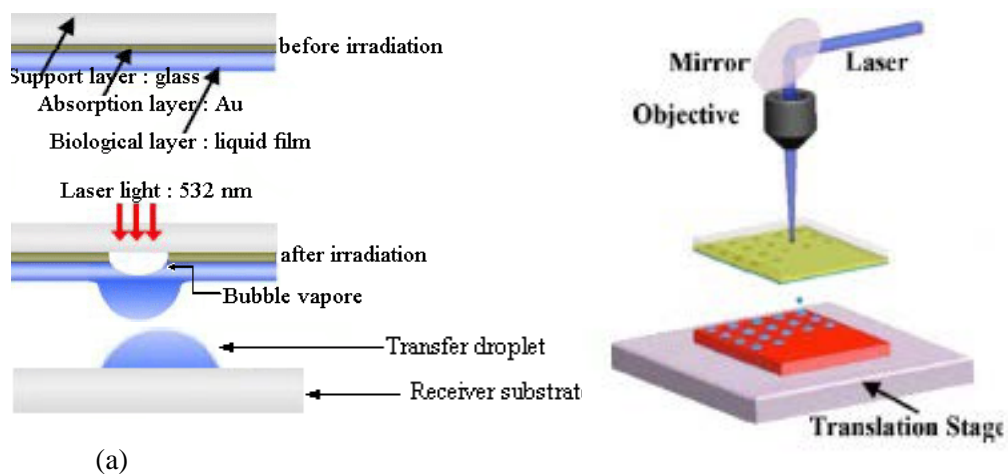 before irradiation
Support layer : glass
Absorption layer : Au
Biological layer : liquid film
Laser light : 532 nm
after irradiation
Bubble vapore
Transfer droplet
Receiver substrate
(a)
Mirror
Laser
Objective
Translation Stage